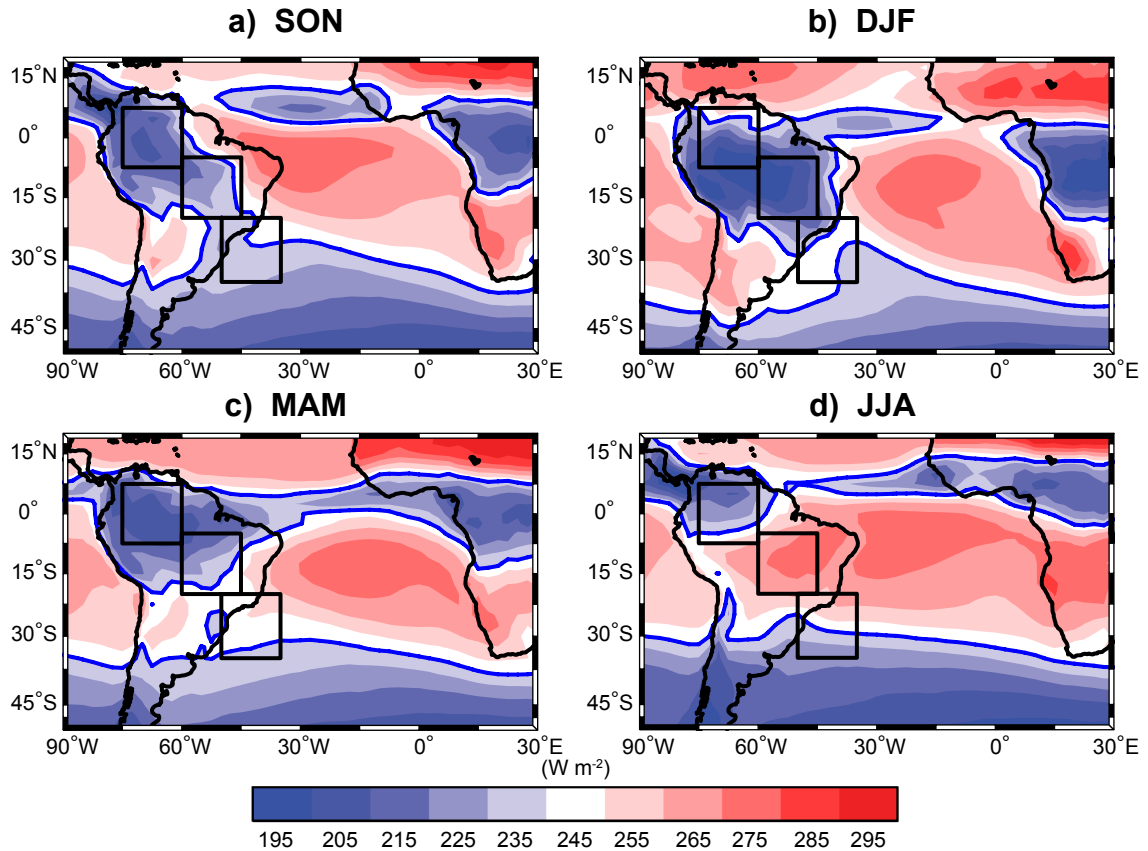 a) SON
b) DJF
15°N
0°
15°S
30°S
45°S
90°W 60°W 30°W 0° 30°E
15°N
0°
15°S
30°S
45°S
90°W 60°W 30°W 0° 30°E
c) MAM
d) JJA
15°N
0°
15°S
30°S
45°S
90°W 60°W 30°W 0° 30°E
15°N
0°
15°S
30°S
45°S
90°W 60°W 30°W 0° 30°E
(W m-2)
195 205 215 225 235 245 255 265 275 285 295